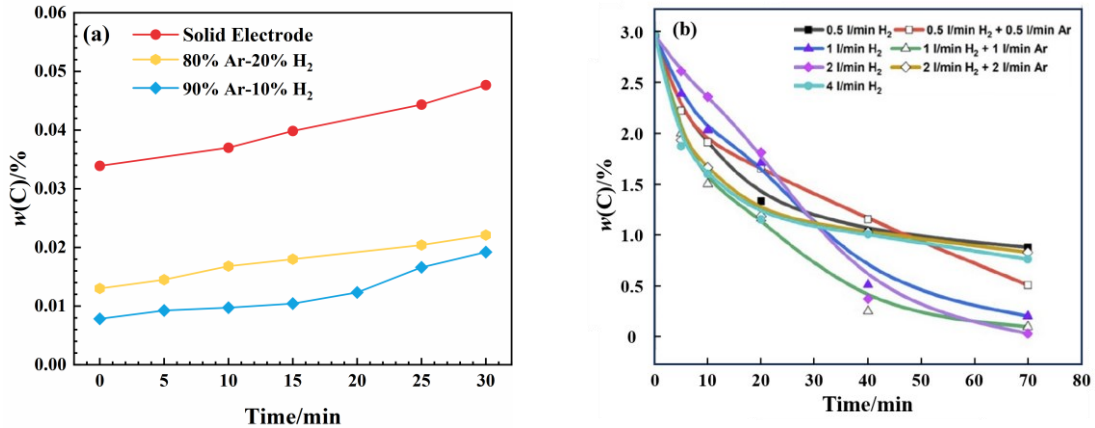 (a)
Solid Electrode
80% Ar-20% H₂
90% Ar-10% H₂
w(C)/%
0.06
0.05
0.04
0.03
0.02
0.01
0.00
0 5 10 15 20 25 30
Time/min
(b)
0.5 l/min H₂ 0.5 l/min H₂ + 0.5 l/min Ar
1 l/min H₂ 1 l/min H₂ + 1 l/min Ar
2 l/min H₂ 2 l/min H₂ + 2 l/min Ar
4 l/min H₂
w(C)/%
3.0
2.5
2.0
1.5
1.0
0.5
0
0 10 20 30 40 50 60 70 80
Time/min